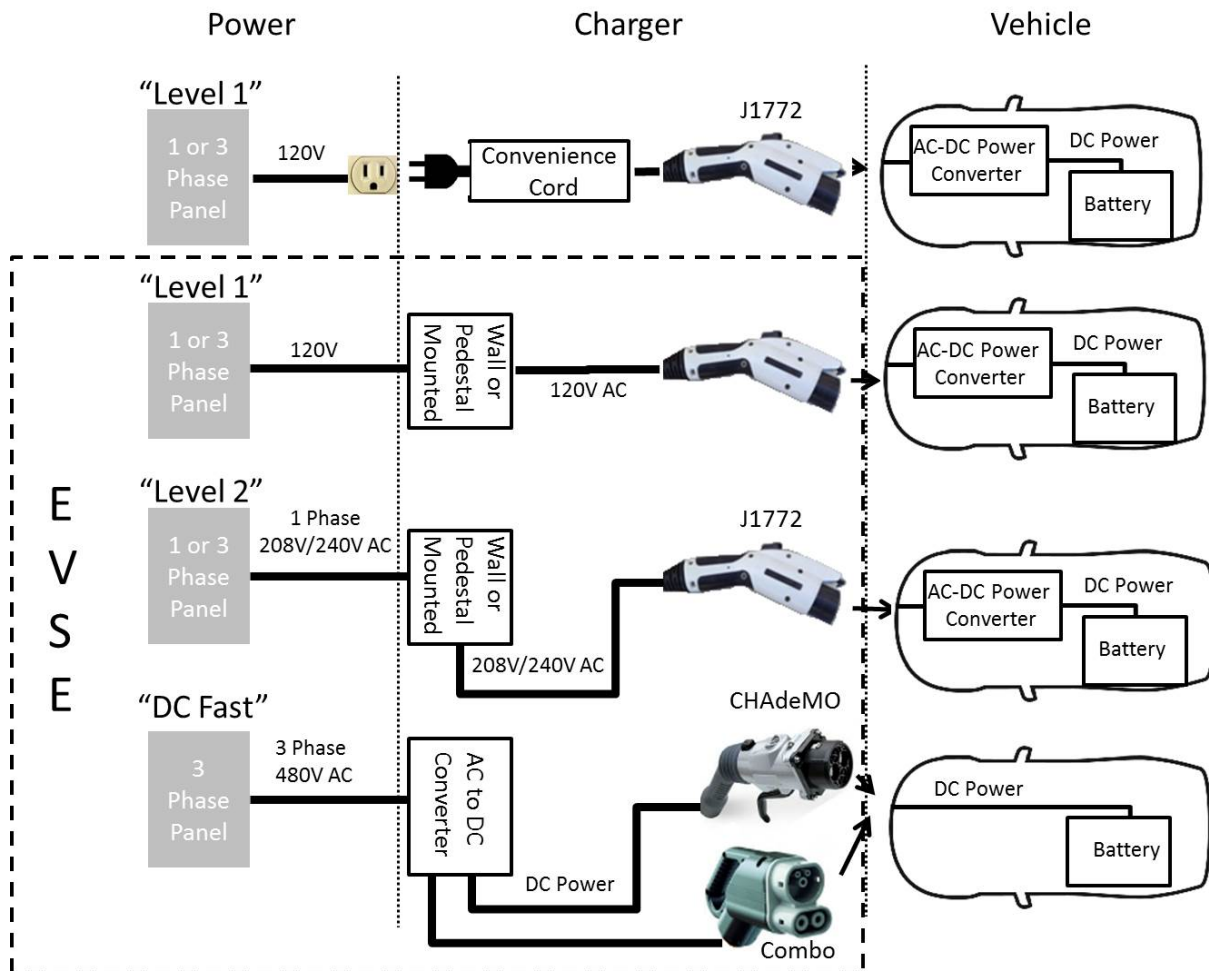 Power
Charger
Vehicle
“Level 1”
1 or 3
Phase
Panel
120V
Convenience
Cord
J1772
AC-DC Power
Converter
DC Power
Battery
“Level 1”
1 or 3
Phase
Panel
120V
Wall or
Pedestal
Mounted
120V AC
AC-DC Power
Converter
DC Power
Battery
EVSE
“Level 2”
1 or 3
Phase
Panel
1 Phase
208V/240V AC
Wall or
Pedestal
Mounted
208V/240V AC
J1772
AC-DC Power
Converter
DC Power
Battery
“DC Fast”
3
Phase
Panel
3 Phase
480V AC
AC to DC
Converter
DC Power
CHAdeMO
Combo
DC Power
Battery